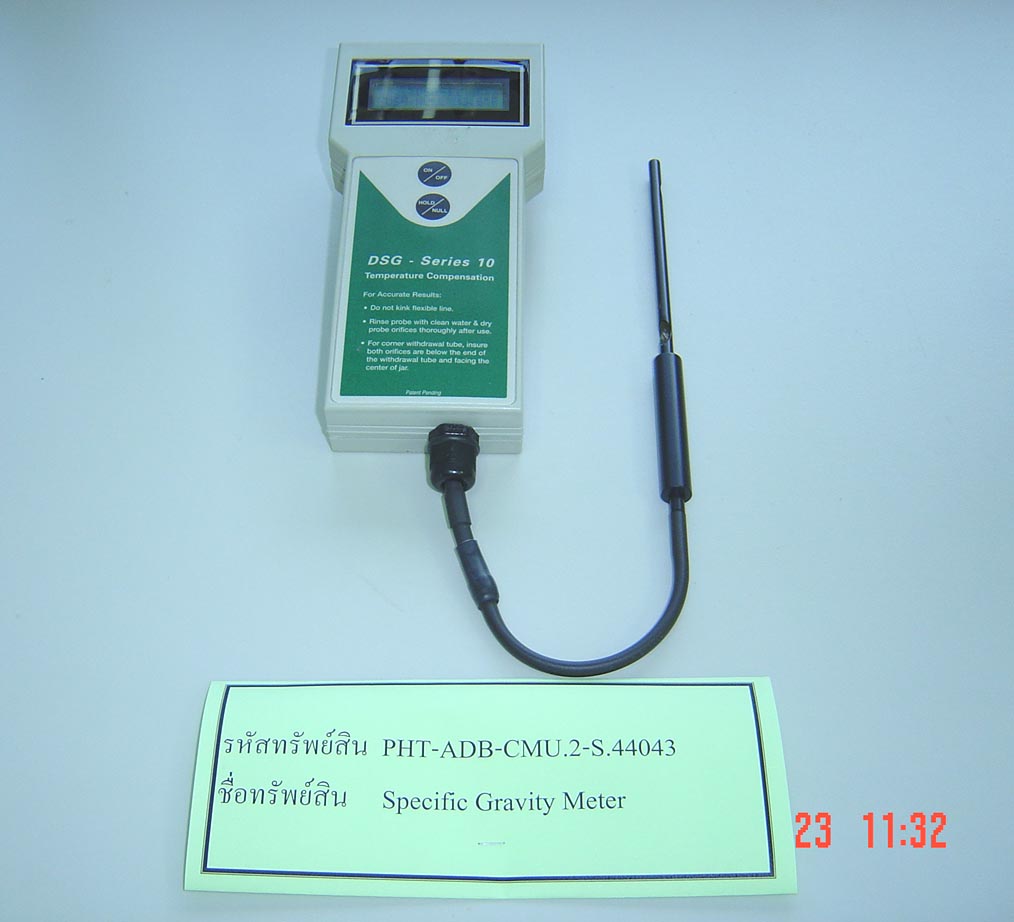 ON/OFF
HOLD/NULL
DSG - Series 10
Temperature Compensation
For Accurate Results:
• Do not kink flexible line.
• Rinse probe with clean water & dry
probe orifices thoroughly after use.
• For corner withdrawal tube, insure
both orifices are below the end of
the withdrawal tube and facing the
center of jar.
Patent Pending
รหัสทรัพย์สิน PHT-ADB-CMU.2-S.44043
ชื่อทรัพย์สิน Specific Gravity Meter
23 11:32